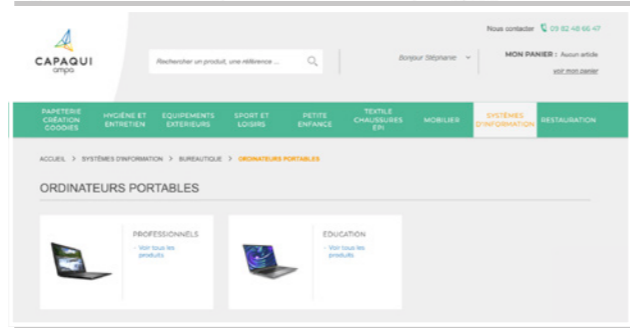 Nous contacter 09 82 48 66 47
CAPAQUI
ampa
Rechercher un produit, une référence ...
Bonjour Stéphanie
MON PANIER : Aucun article
voir mon panier
PAPETERIE CRÉATION GOODIES
HYGIÈNE ET ENTRETIEN
EQUIPEMENTS EXTERIEURS
SPORT ET LOISIRS
PETITE ENFANCE
TEXTILE CHAUSSURES EPI
MOBILIER
SYSTÈMES D'INFORMATION
RESTAURATION
ACCUEIL > SYSTÈMES D'INFORMATION > BUREAUTIQUE > ORDINATEURS PORTABLES
ORDINATEURS PORTABLES
PROFESSIONNELS
- Voir tous les
produits
EDUCATION
- Voir tous les
produits